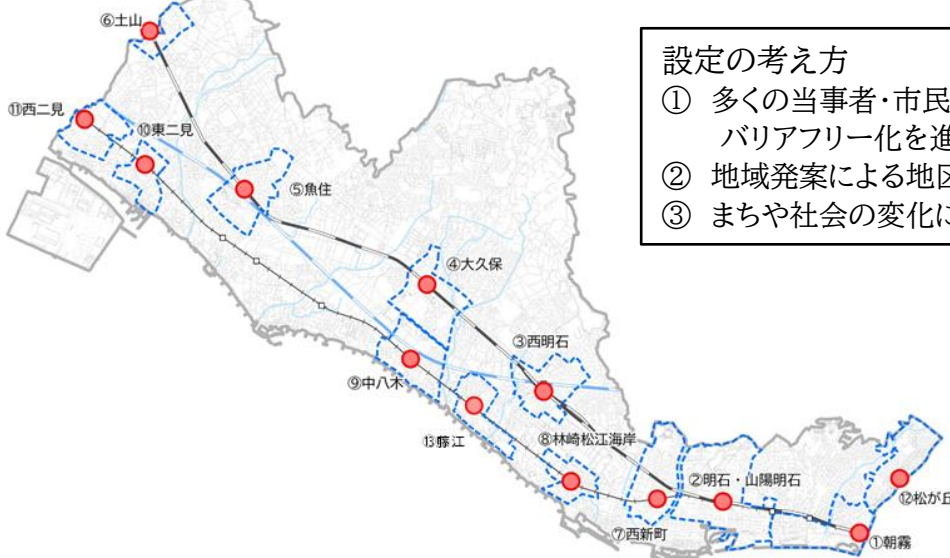 ⑥土山
⑪西二見
⑩東二見
⑤魚住
④大久保
③西明石
⑨中八木
⑬藤江
⑧林崎松江海岸
②明石・山陽明石
⑦西新町
⑫松が丘
①朝霧
設定の考え方
① 多くの当事者・市民
バリアフリー化を進
② 地域発案による地区
③ まちや社会の変化に